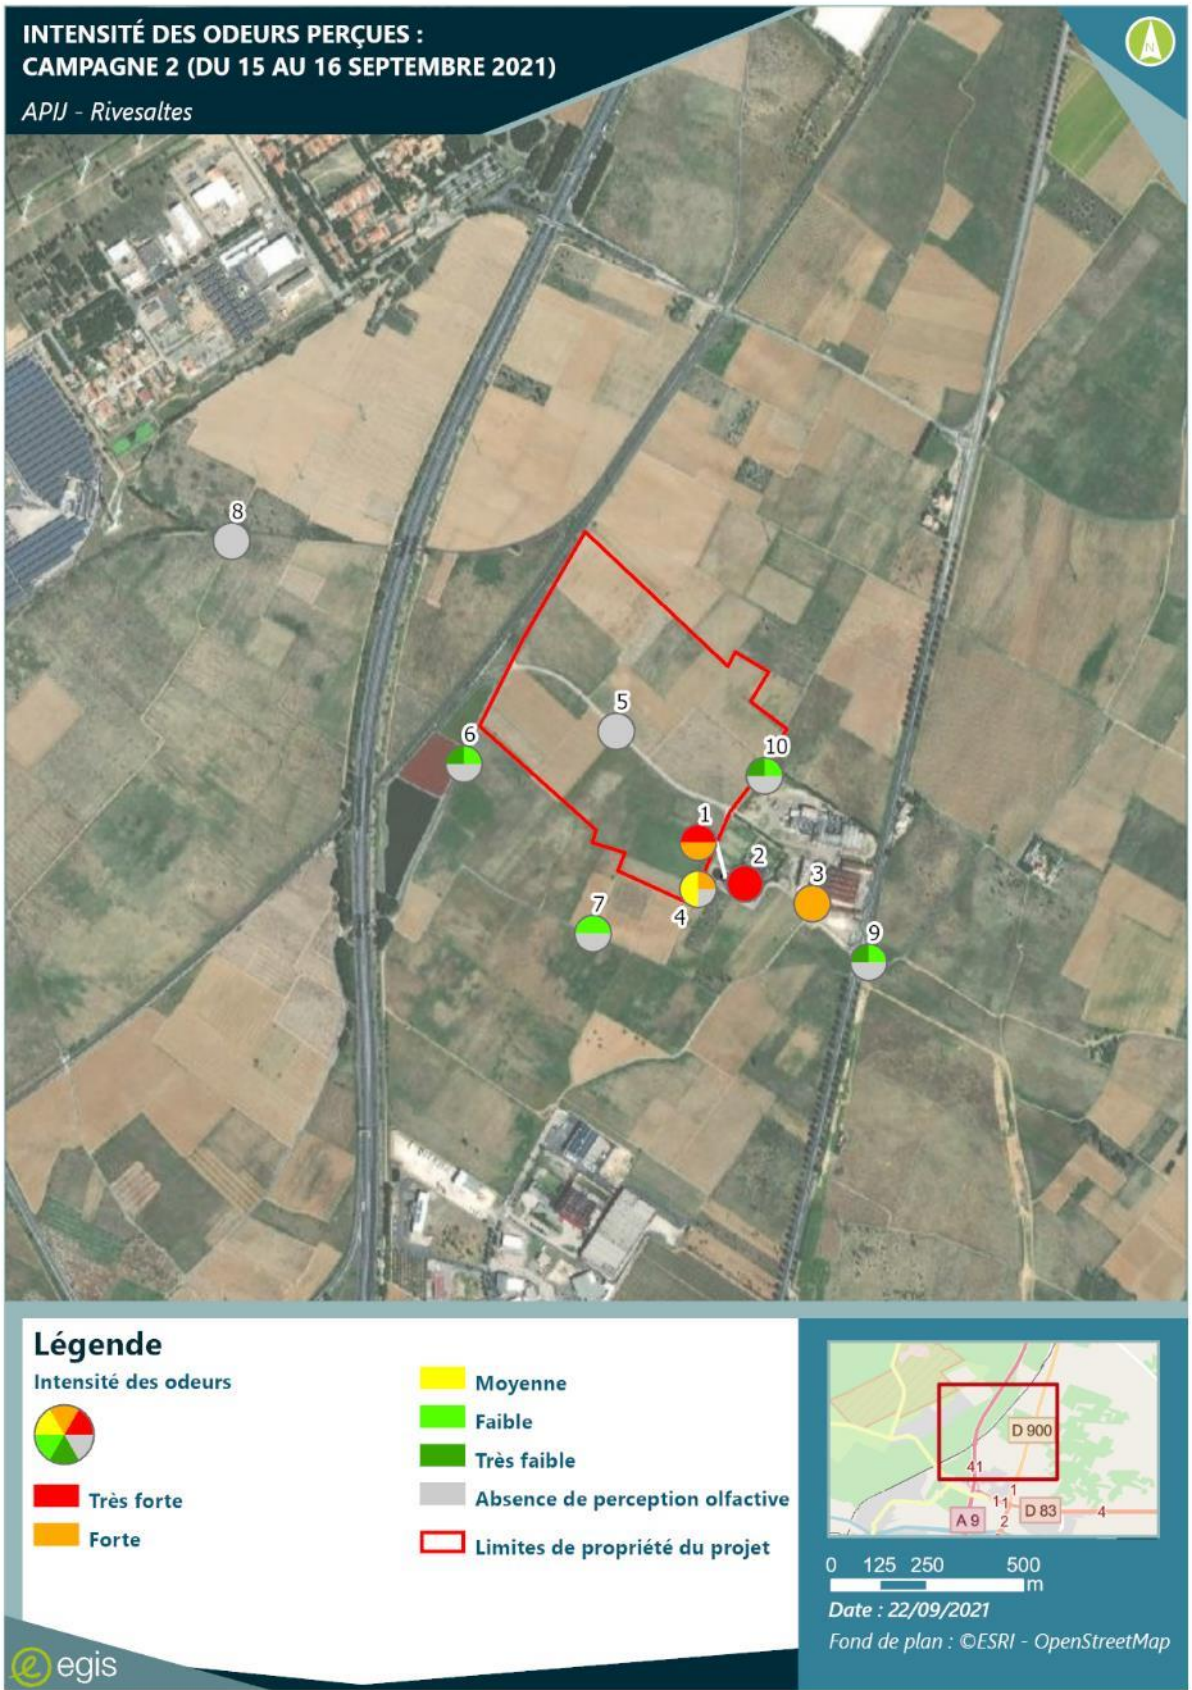 INTENSITÉ DES ODEURS PERÇUES :
CAMPAGNE 2 (DU 15 AU 16 SEPTEMBRE 2021)
APIJ - Rivesaltes
N
8
5
6
10
1
2
3
4
7
9
Légende
Intensité des odeurs
Très forte
Forte
Moyenne
Faible
Très faible
Absence de perception olfactive
Limites de propriété du projet
D 900
41
1
11
D 83
4
A 9
2
0 125 250 500
m
Date : 22/09/2021
Fond de plan : ©ESRI - OpenStreetMap
egis